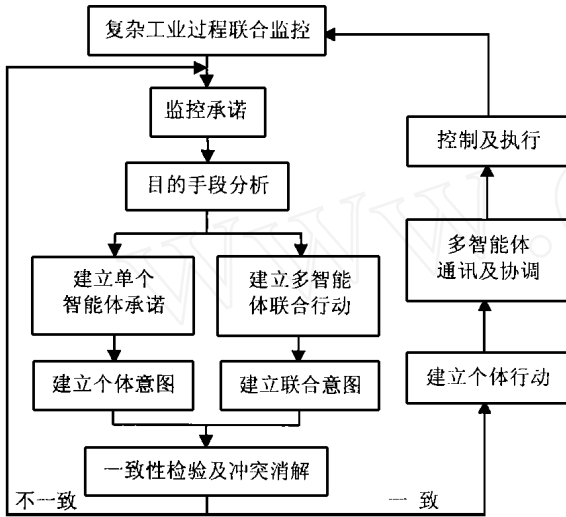 复杂工业过程联合监控
监控承诺
目的手段分析
建立单个
智能体承诺
建立多智能
体联合行动
建立个体意图
建立联合意图
一致性检验及冲突消解
不一致
一致
控制及执行
多智能体
通讯及协调
建立个体行动
www.